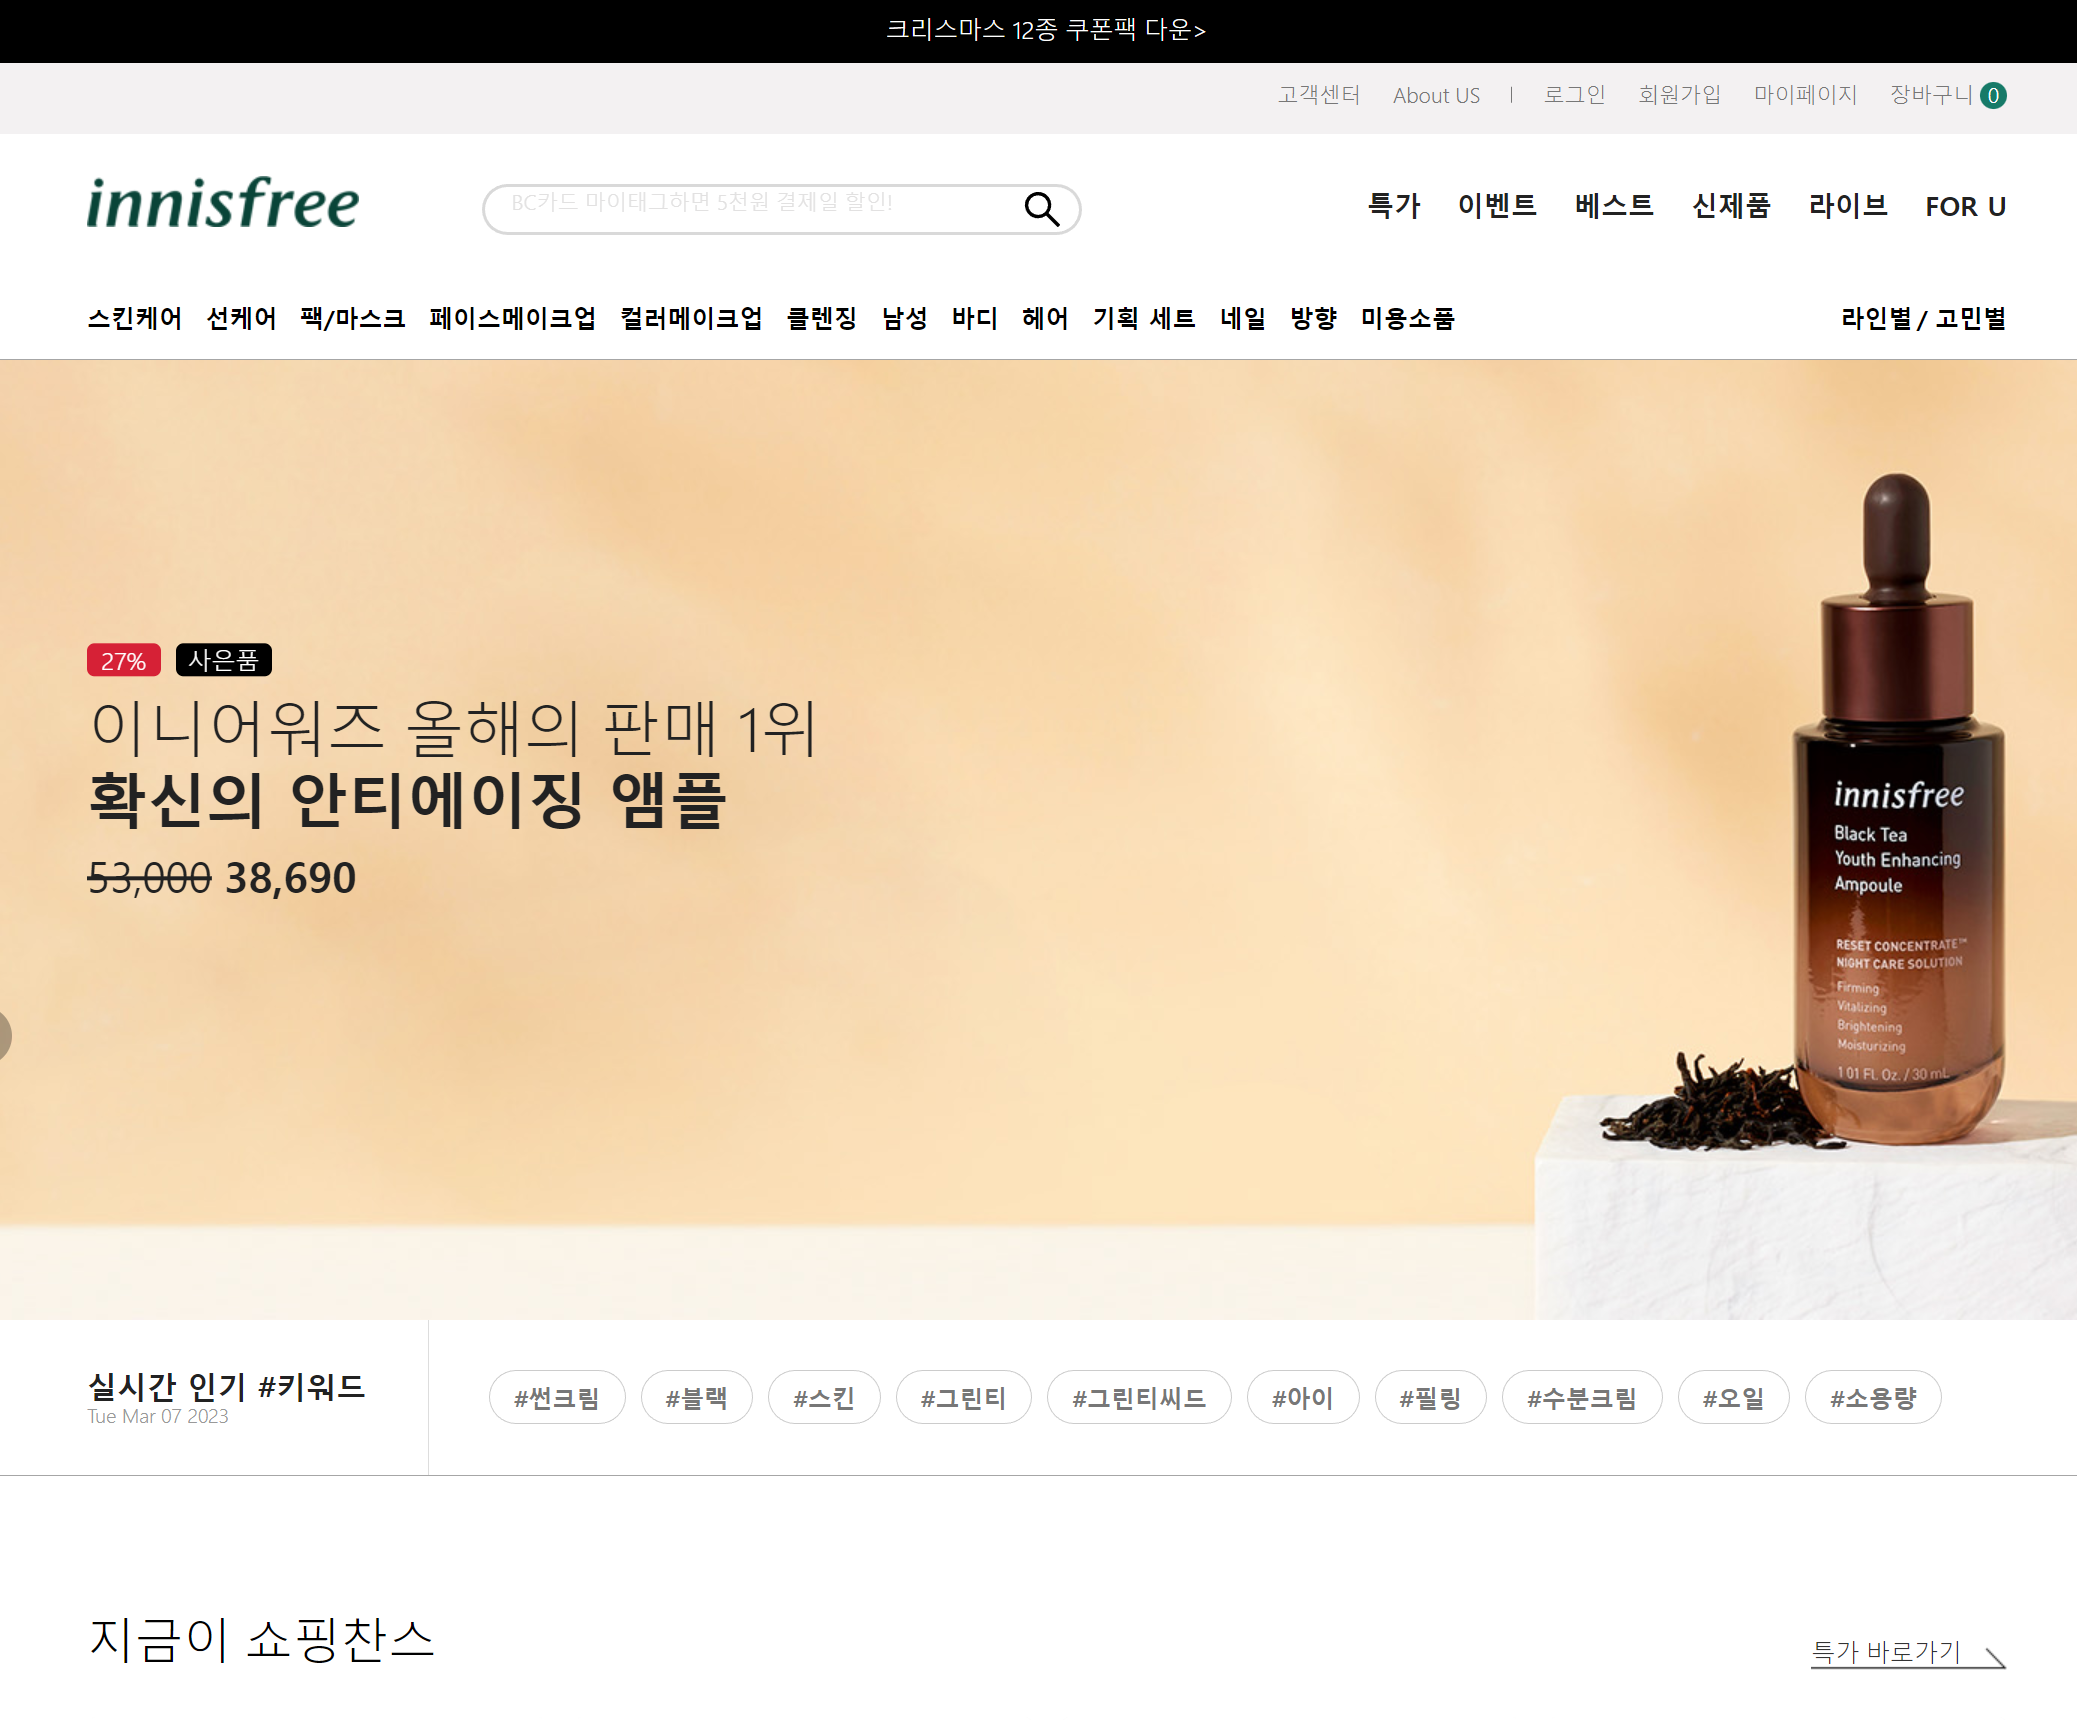 크리스마스 12종 쿠폰팩 다운>
고객센터 About US | 로그인 회원가입 마이페이지 장바구니 0
innisfree
BC카드 마이태그하면 5천원 결제일 할인!
특가 이벤트 베스트 신제품 라이브 FOR U
스킨케어 선케어 팩/마스크 페이스메이크업 컬러메이크업 클렌징 남성 바디 헤어 기획 세트 네일 방향 미용소품 라인별 / 고민별
27% 사은품
이니어워즈 올해의 판매 1위
확신의 안티에이징 앰플
53,000 38,690
innisfree
Black Tea
Youth Enhancing
Ampoule
RESET CONCENTRATE™
NIGHT CARE SOLUTION
Firming
Vitalizing
Brightening
Moisturizing
1 01 Fl. Oz. / 30 mL
실시간 인기 #키워드
Tue Mar 07 2023
#썬크림 #블랙 #스킨 #그린티 #그린티씨드 #아이 #필링 #수분크림 #오일 #소용량
지금이 쇼핑찬스
특가 바로가기